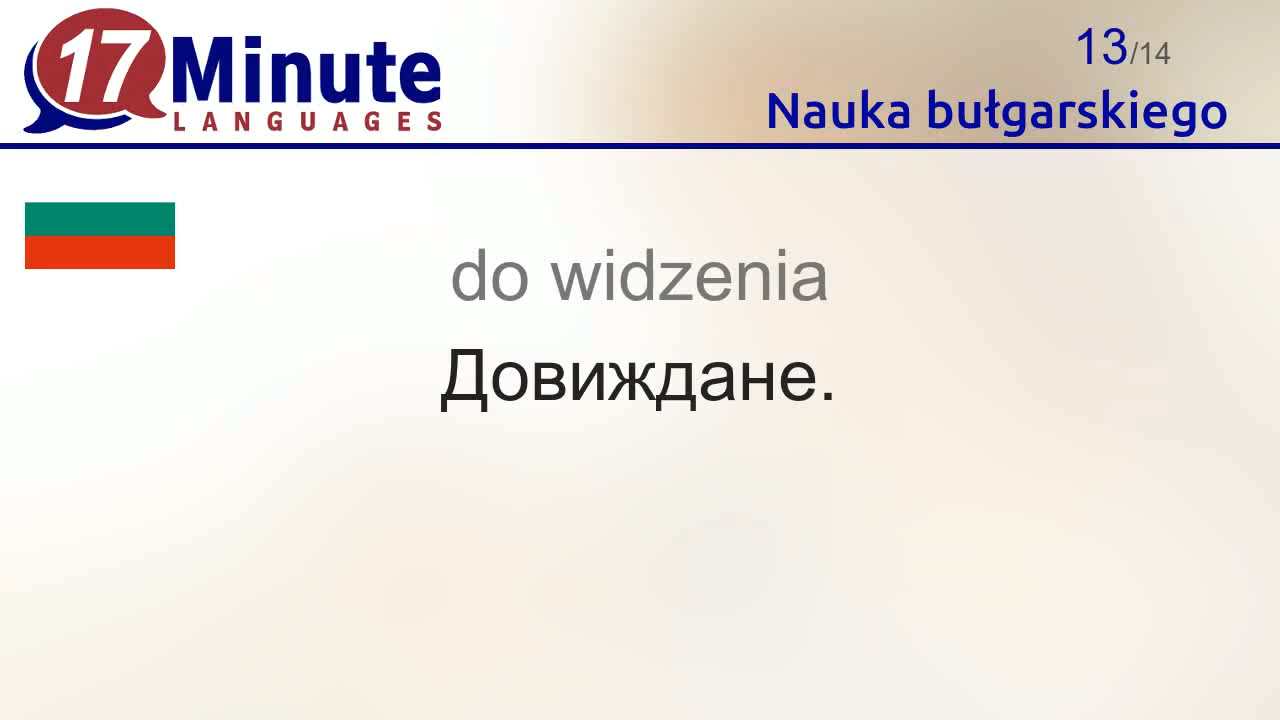 17 Minute
LANGUAGES
13/14
Nauka bułgarskiego
do widzenia
Довиждане.